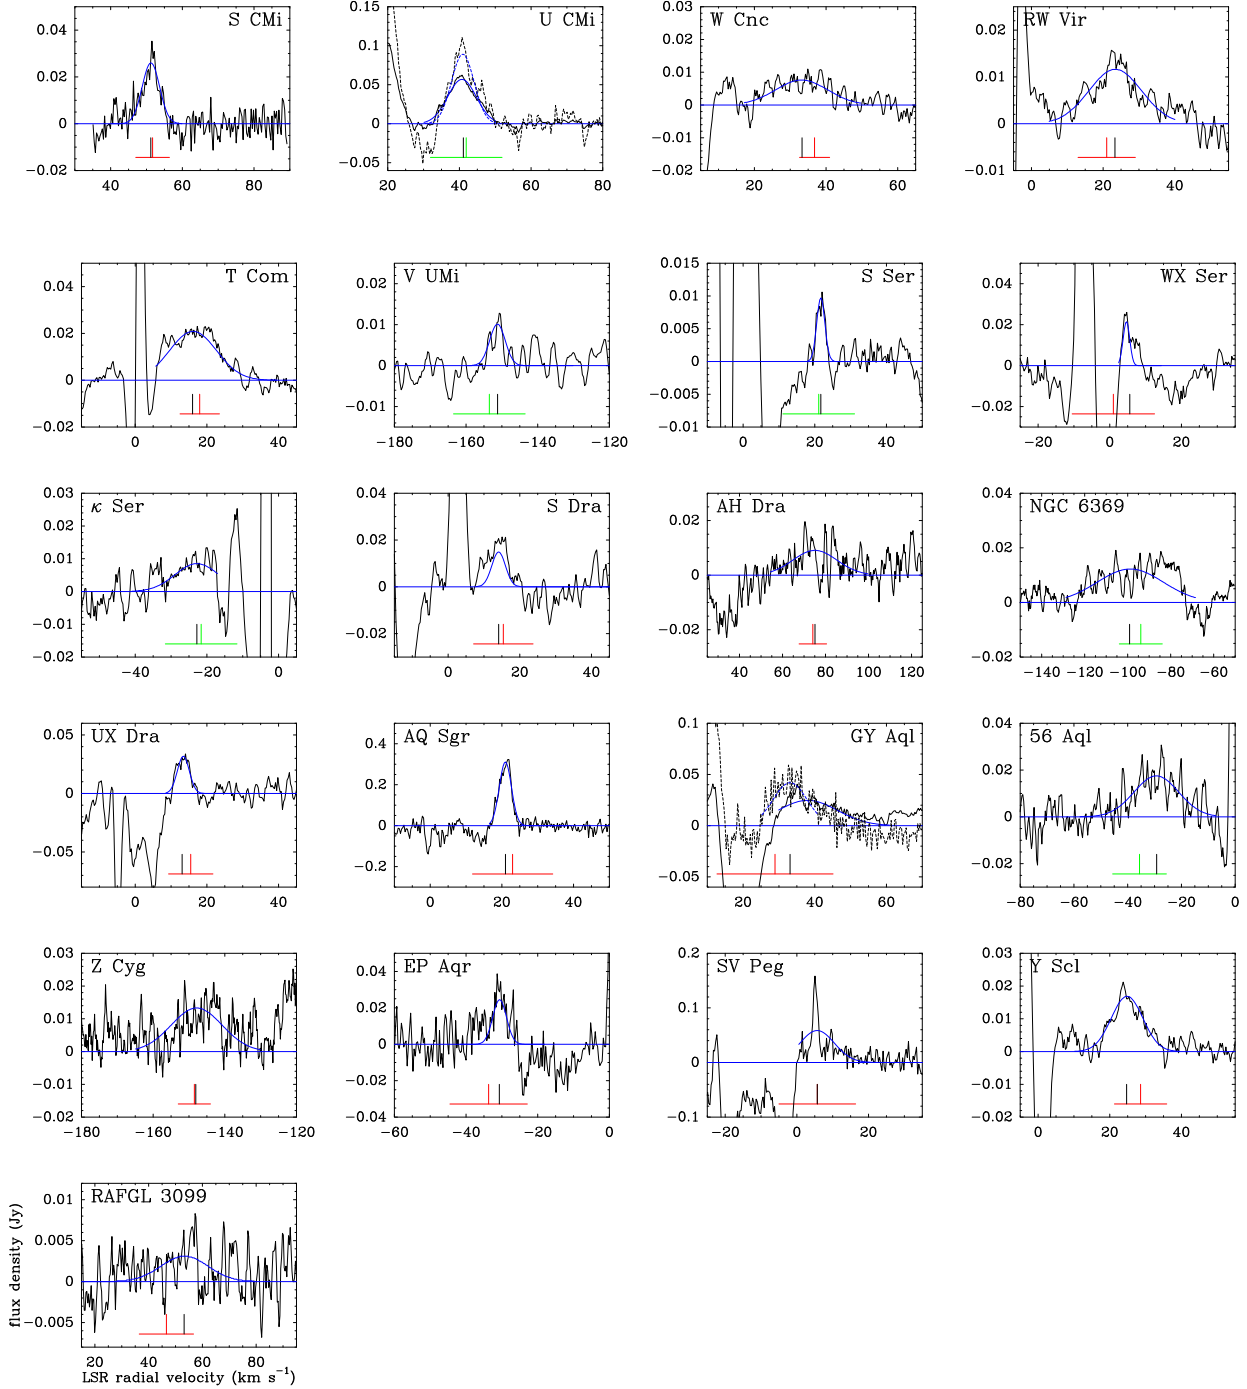 S CMi
0.04
0.02
0
−0.02
40 60 80
U CMi
0.15
0.1
0.05
0
−0.05
20 40 60 80
W Cnc
0.03
0.02
0.01
0
−0.01
−0.02
20 40 60
RW Vir
0.02
0.01
0
−0.01
0 20 40
T Com
0.04
0.02
0
−0.02
0 20 40
V UMi
0.02
0.01
0
−0.01
−180 −160 −140 −120
S Ser
0.015
0.01
0.005
0
−0.005
−0.01
0 20 40
WX Ser
0.04
0.02
0
−0.02
−20 0 20
κ Ser
0.03
0.02
0.01
0
−0.01
−0.02
−40 −20 0
S Dra
0.04
0.02
0
−0.02
0 20 40
AH Dra
0.02
0
−0.02
40 60 80 100 120
NGC 6369
0.04
0.02
0
−0.02
−140 −120 −100 −80 −60
UX Dra
0.05
0
−0.05
0 20 40
AQ Sgr
0.4
0.2
0
−0.2
0 20 40
GY Aql
0.1
0.05
0
−0.05
20 40 60
56 Aql
0.04
0.02
0
−0.02
−80 −60 −40 −20 0
Z Cyg
0.03
0.02
0.01
0
−0.01
−0.02
−180 −160 −140 −120
EP Aqr
0.04
0.02
0
−0.02
−0.04
−60 −40 −20 0
SV Peg
0.2
0.1
0
−0.1
−20 0 20
Y Scl
0.03
0.02
0.01
0
−0.01
−0.02
0 20 40
RAFGL 3099
0.01
0.005
0
−0.005
20 40 60 80
flux density (Jy)
LSR radial velocity (km s⁻¹)